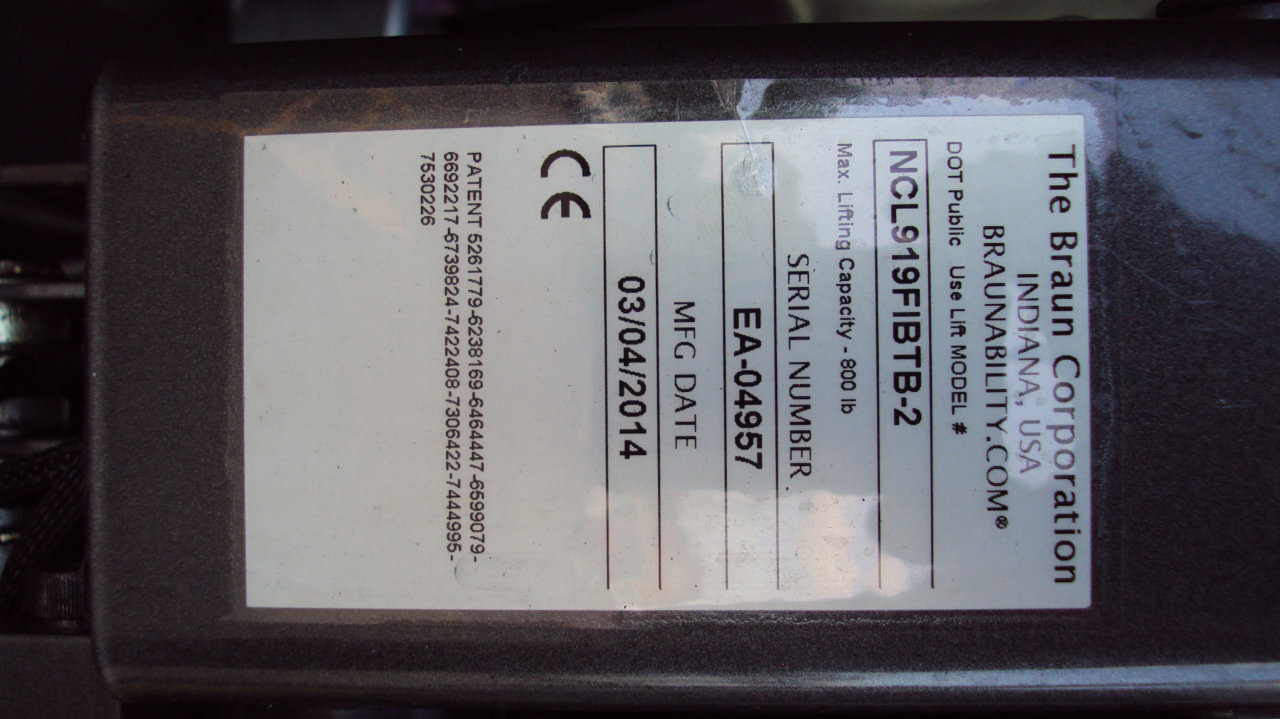 The Braun Corporation
INDIANA, USA
BRAUNABILITY.COM®
DOT Public Use Lift MODEL #
NCL919FIBTB-2
Max. Lifting Capacity - 800 lb
SERIAL NUMBER
EA-04957
MFG DATE
03/04/2014
CE
PATENT 5261779-6238169-6464447-6599079-
6692217-6739824-7422408-7306422-7444995-
7530226